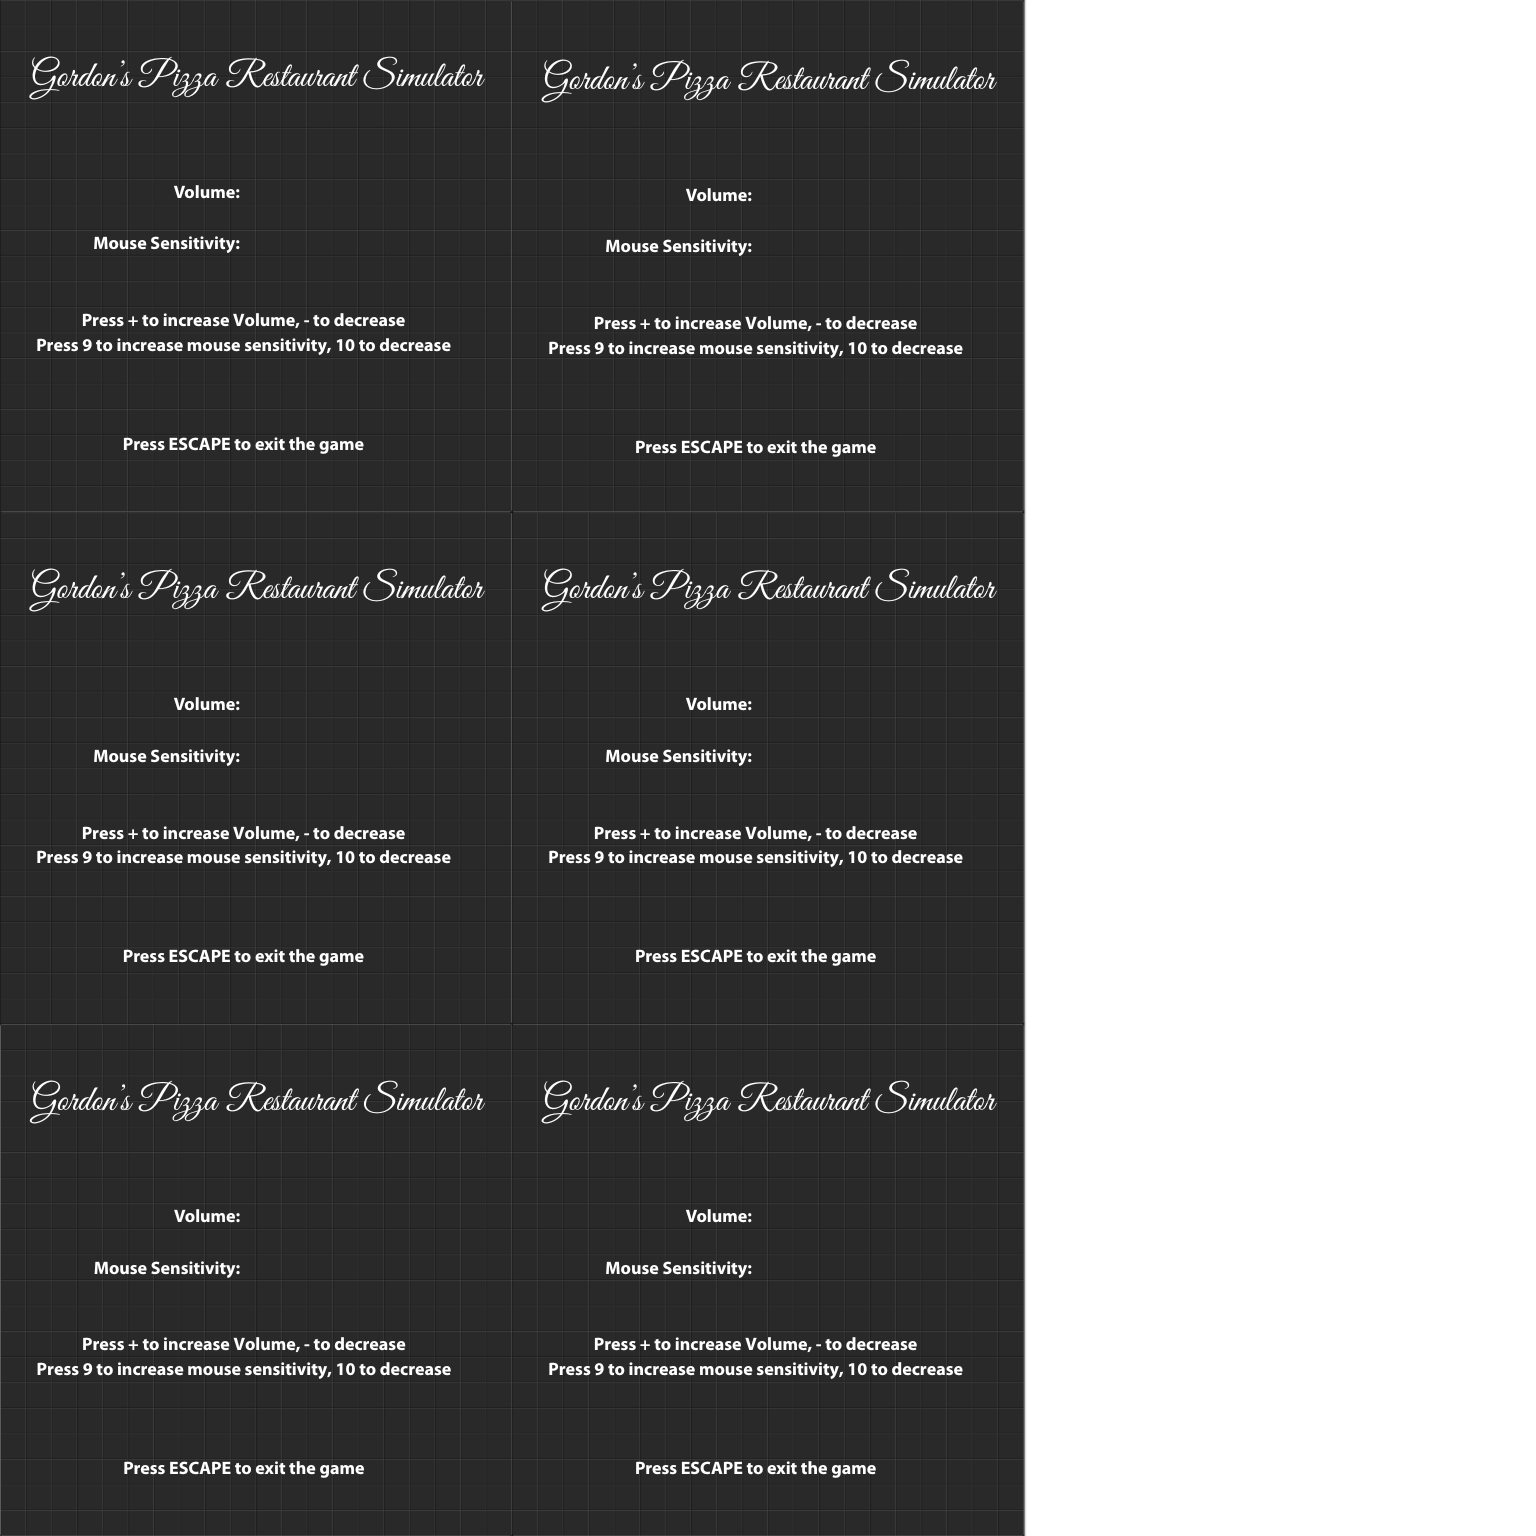 Gordon's Pizza Restaurant Simulator
Volume:
Mouse Sensitivity:
Press + to increase Volume, - to decrease
Press 9 to increase mouse sensitivity, 10 to decrease
Press ESCAPE to exit the game
Gordon's Pizza Restaurant Simulator
Volume:
Mouse Sensitivity:
Press + to increase Volume, - to decrease
Press 9 to increase mouse sensitivity, 10 to decrease
Press ESCAPE to exit the game
Gordon's Pizza Restaurant Simulator
Volume:
Mouse Sensitivity:
Press + to increase Volume, - to decrease
Press 9 to increase mouse sensitivity, 10 to decrease
Press ESCAPE to exit the game
Gordon's Pizza Restaurant Simulator
Volume:
Mouse Sensitivity:
Press + to increase Volume, - to decrease
Press 9 to increase mouse sensitivity, 10 to decrease
Press ESCAPE to exit the game
Gordon's Pizza Restaurant Simulator
Volume:
Mouse Sensitivity:
Press + to increase Volume, - to decrease
Press 9 to increase mouse sensitivity, 10 to decrease
Press ESCAPE to exit the game
Gordon's Pizza Restaurant Simulator
Volume:
Mouse Sensitivity:
Press + to increase Volume, - to decrease
Press 9 to increase mouse sensitivity, 10 to decrease
Press ESCAPE to exit the game